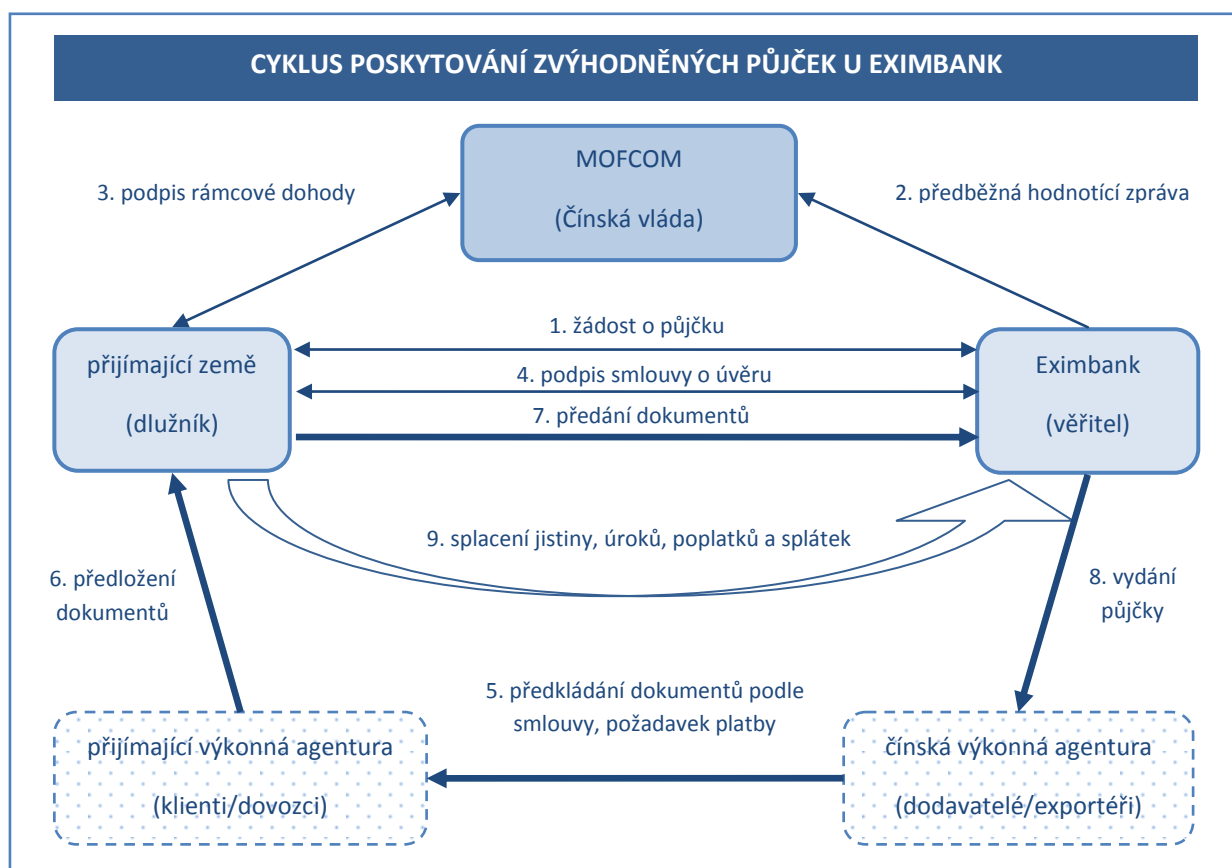 CYKLUS POSKYTOVÁNÍ ZVÝHODNĚNÝCH PŮJČEK U EXIMBANK
MOFCOM
(Čínská vláda)
3. podpis rámcové dohody
2. předběžná hodnotící zpráva
1. žádost o půjčku
přijímající země
(dlužník)
4. podpis smlouvy o úvěru
7. předání dokumentů
Eximbank
(věřitel)
9. splacení jistiny, úroků, poplatků a splátek
6. předložení
dokumentů
8. vydání
půjčky
5. předkládání dokumentů podle
smlouvy, požadavek platby
přijímající výkonná agentura
(klienti/dovozci)
čínská výkonná agentura
(dodavatelé/exportéři)